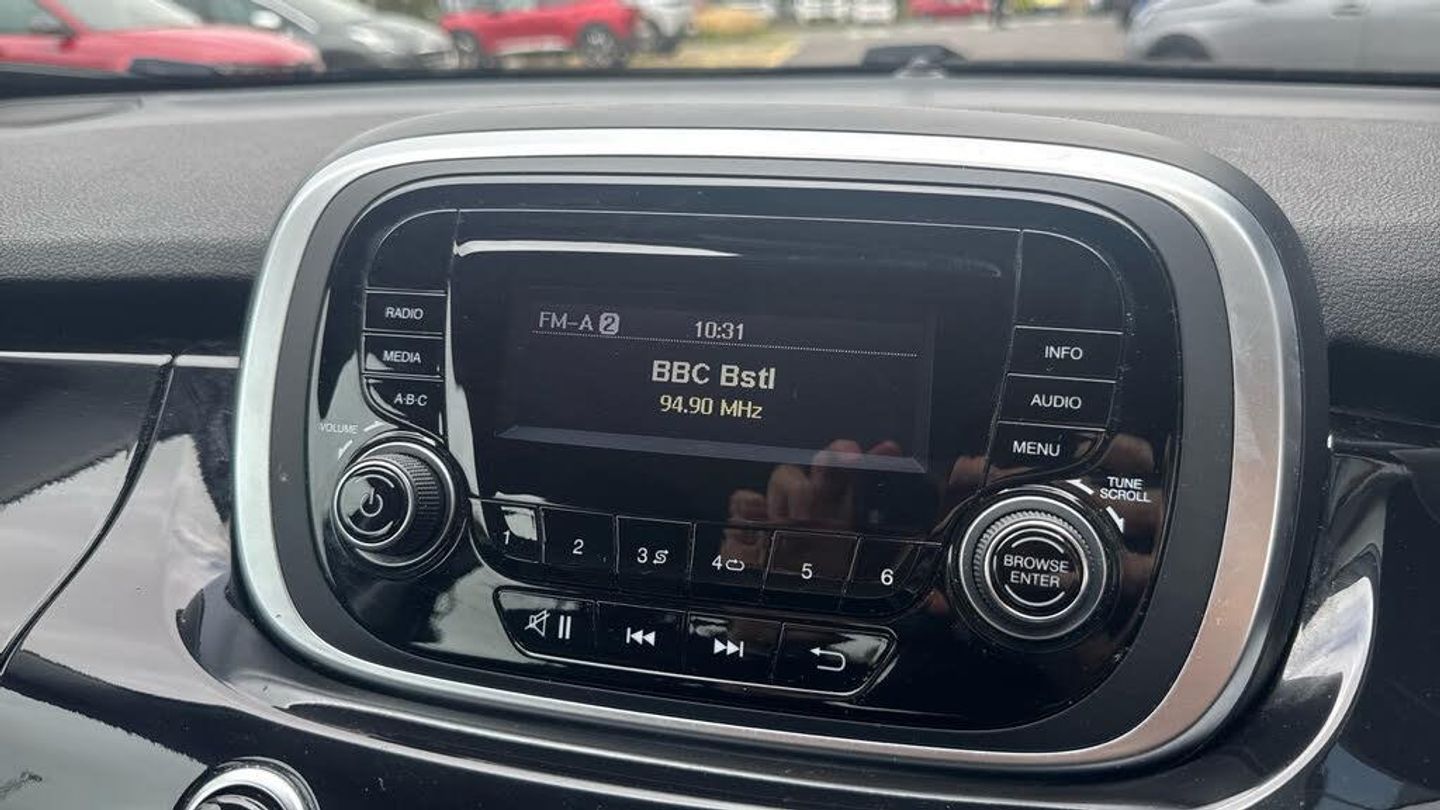 FM-A 2 10:31
BBC Bstl
94.90 MHz
RADIO
MEDIA
A·B·C
VOLUME
INFO
AUDIO
MENU
TUNE
SCROLL
BROWSE
ENTER
1 2 3 4 5 6